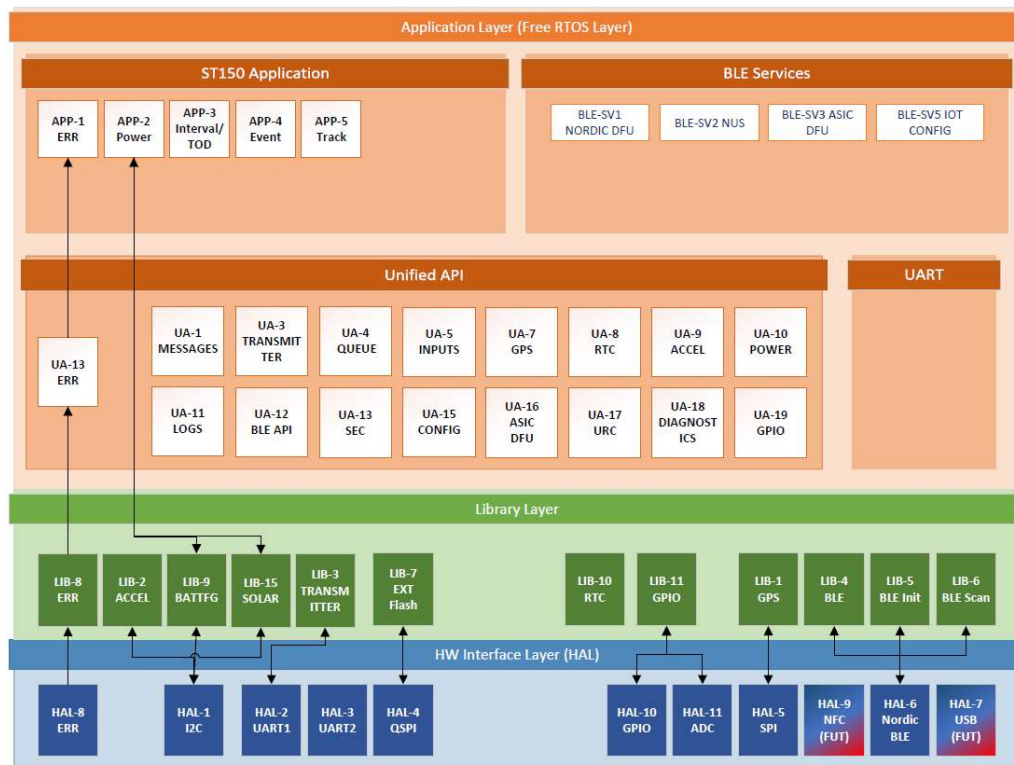 Application Layer (Free RTOS Layer)
ST150 Application
BLE Services
APP-1
ERR
APP-2
Power
APP-3
Interval/
TOD
APP-4
Event
APP-5
Track
BLE-SV1
NORDIC DFU
BLE-SV2 NUS
BLE-SV3 ASIC
DFU
BLE-SV5 IOT
CONFIG
Unified API
UART
UA-13
ERR
UA-1
MESSAGES
UA-3
TRANSMIT
TER
UA-4
QUEUE
UA-5
INPUTS
UA-7
GPS
UA-8
RTC
UA-9
ACCEL
UA-10
POWER
UA-11
LOGS
UA-12
BLE API
UA-13
SEC
UA-15
CONFIG
UA-16
ASIC
DFU
UA-17
URC
UA-18
DIAGNOST
ICS
UA-19
GPIO
Library Layer
LIB-8
ERR
LIB-2
ACCEL
LIB-9
BATTFG
LIB-15
SOLAR
LIB-3
TRANSM
ITTER
LIB-7
EXT
Flash
LIB-10
RTC
LIB-11
GPIO
LIB-1
GPS
LIB-4
BLE
LIB-5
BLE Init
LIB-6
BLE Scan
HW Interface Layer (HAL)
HAL-8
ERR
HAL-1
I2C
HAL-2
UART1
HAL-3
UART2
HAL-4
QSPI
HAL-10
GPIO
HAL-11
ADC
HAL-5
SPI
HAL-9
NFC
(FUT)
HAL-6
Nordic
BLE
HAL-7
USB
(FUT)